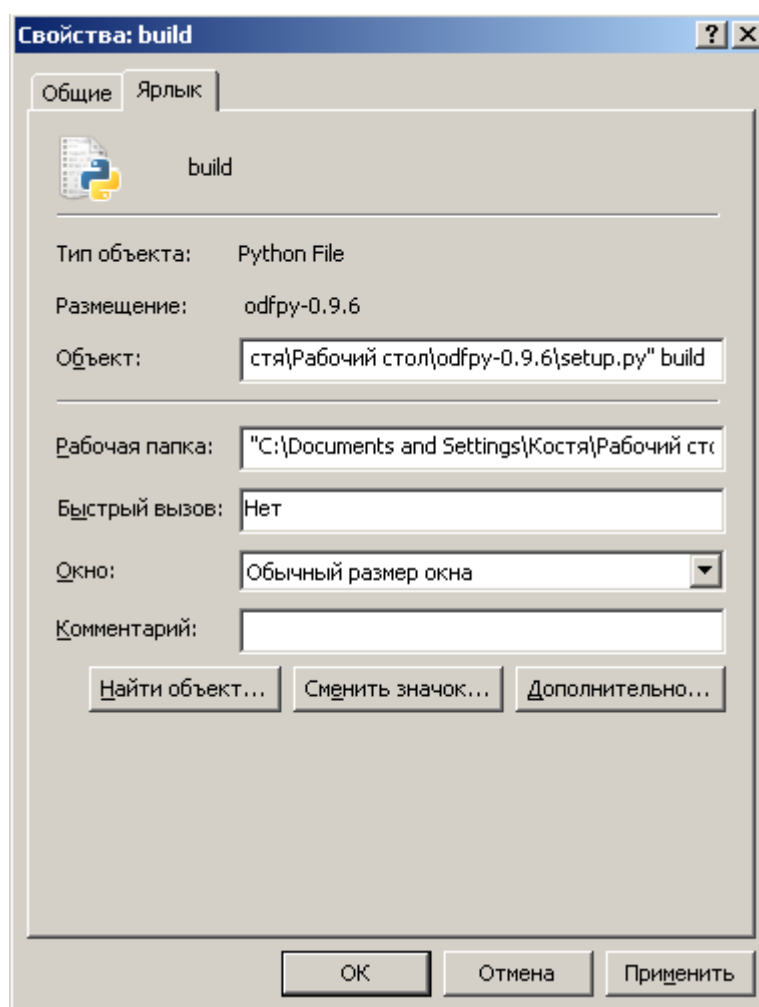 Свойства: build
Общие
Ярлык
build
Тип объекта: Python File
Размещение: odfpy-0.9.6
Объект: стя\Рабочий стол\odfpy-0.9.6\setup.py" build
Рабочая папка: "C:\Documents and Settings\Костя\Рабочий сто
Быстрый вызов: Нет
Окно: Обычный размер окна
Комментарий:
Найти объект... Сменить значок... Дополнительно...
ОК Отмена Применить